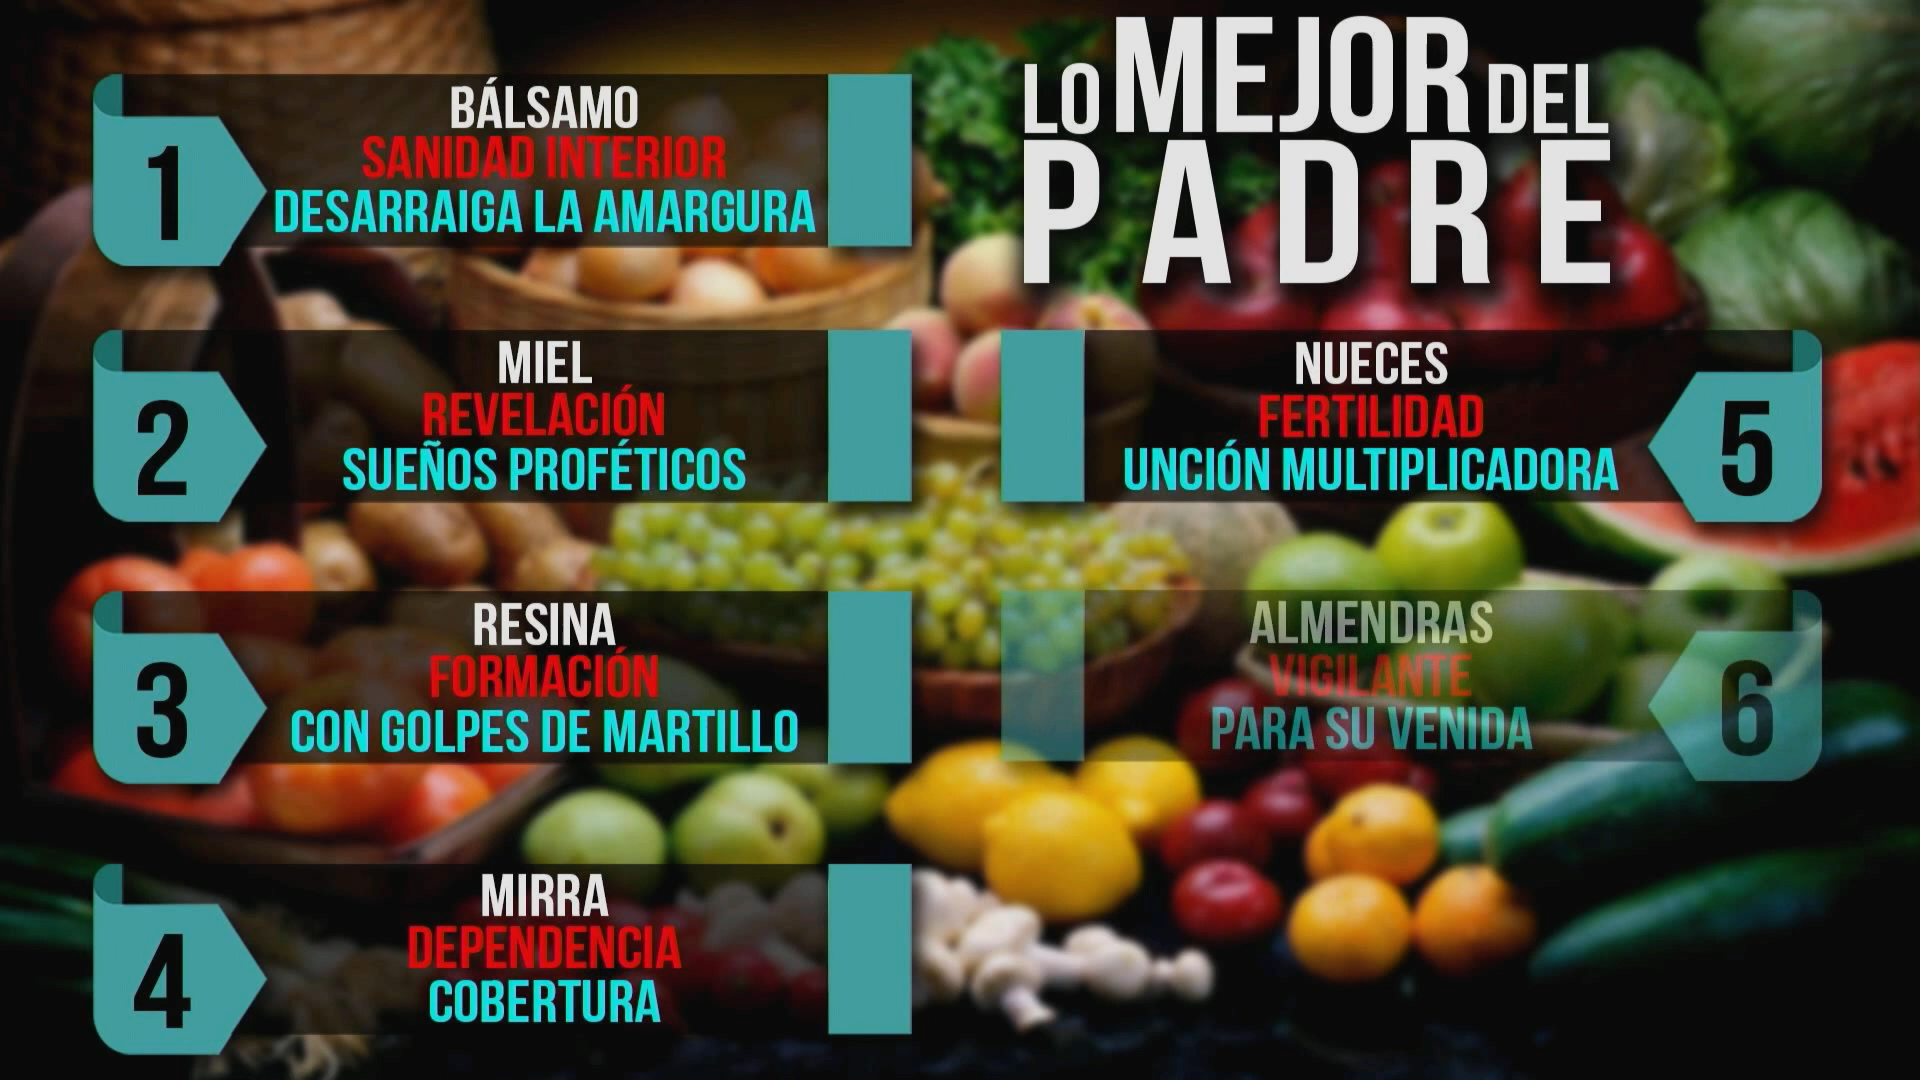 LO MEJOR DEL
PADRE
1
BÁLSAMO
SANIDAD INTERIOR
DESARRAIGA LA AMARGURA
2
MIEL
REVELACIÓN
SUEÑOS PROFÉTICOS
3
RESINA
FORMACIÓN
CON GOLPES DE MARTILLO
4
MIRRA
DEPENDENCIA
COBERTURA
5
NUECES
FERTILIDAD
UNCIÓN MULTIPLICADORA
6
ALMENDRAS
VIGILANTE
PARA SU VENIDA